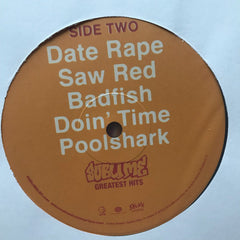 SIDE TWO
Date Rape
Saw Red
Badfish
Doin' Time
Poolshark
SUBLIME
GREATEST HITS